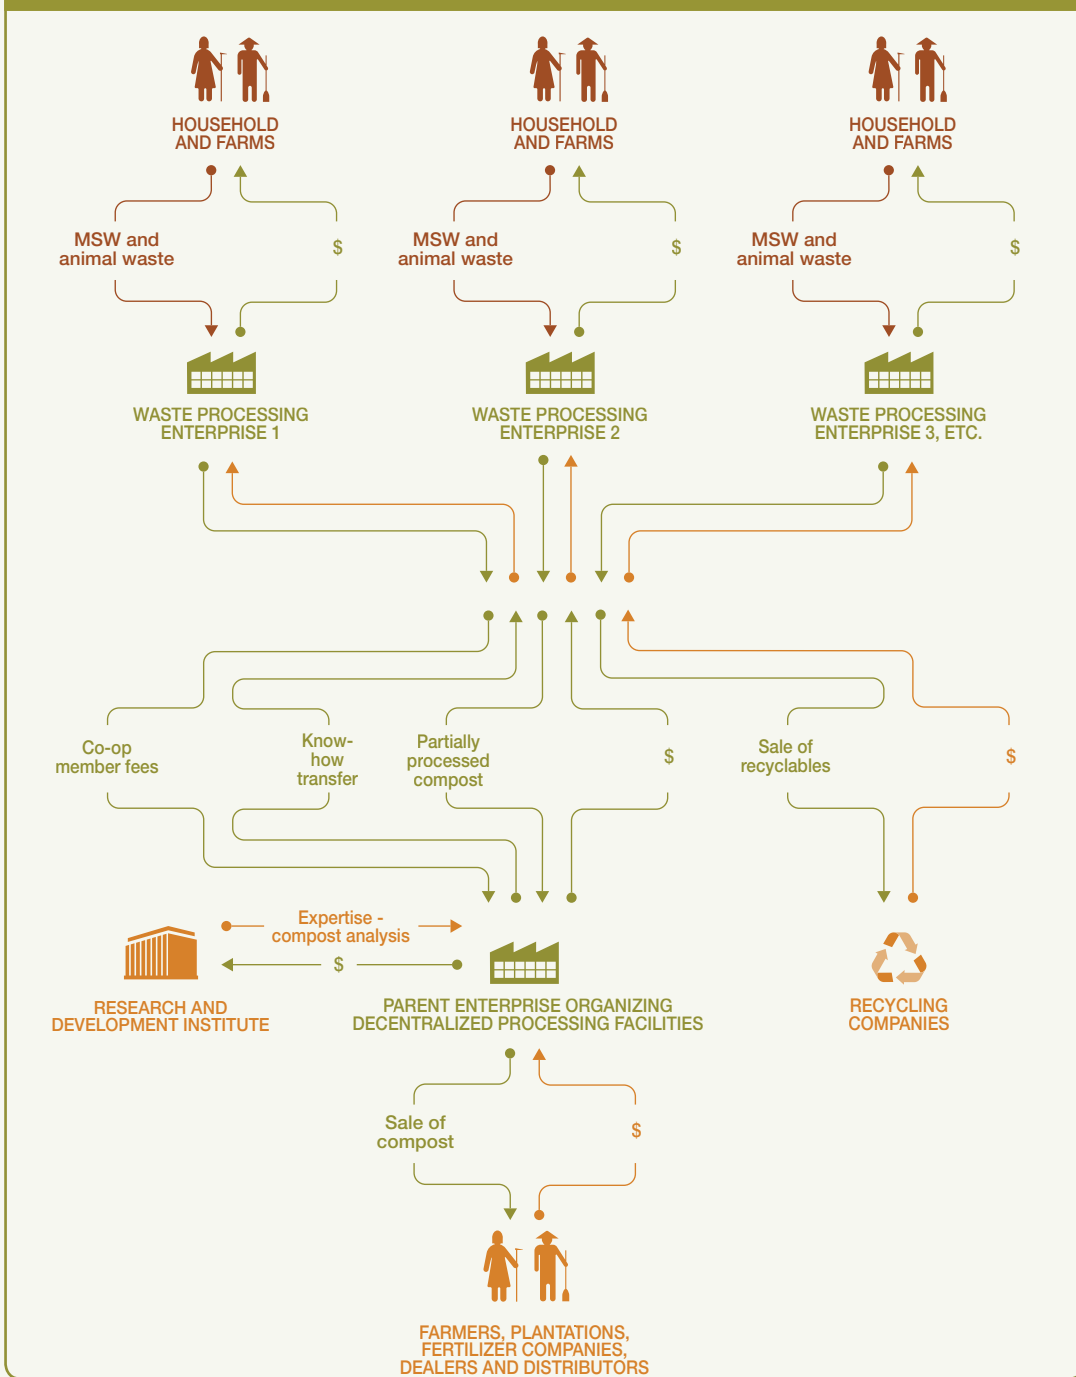 HOUSEHOLD
AND FARMS
HOUSEHOLD
AND FARMS
HOUSEHOLD
AND FARMS
MSW and
animal waste
$
MSW and
animal waste
$
MSW and
animal waste
$
WASTE PROCESSING
ENTERPRISE 1
WASTE PROCESSING
ENTERPRISE 2
WASTE PROCESSING
ENTERPRISE 3, ETC.
Co-op
member fees
Know-
how
transfer
Partially
processed
compost
$
Sale of
recyclables
$
Expertise -
compost analysis
$
RESEARCH AND
DEVELOPMENT INSTITUTE
PARENT ENTERPRISE ORGANIZING
DECENTRALIZED PROCESSING FACILITIES
RECYCLING
COMPANIES
Sale of
compost
$
FARMERS, PLANTATIONS,
FERTILIZER COMPANIES,
DEALERS AND DISTRIBUTORS